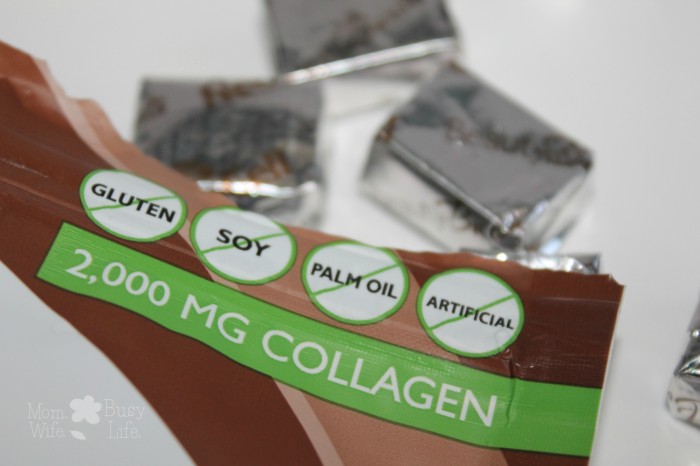 GLUTEN
SOY
PALM OIL
ARTIFICIAL
2,000 MG COLLAGEN
Mom. Busy
Wife. Life.